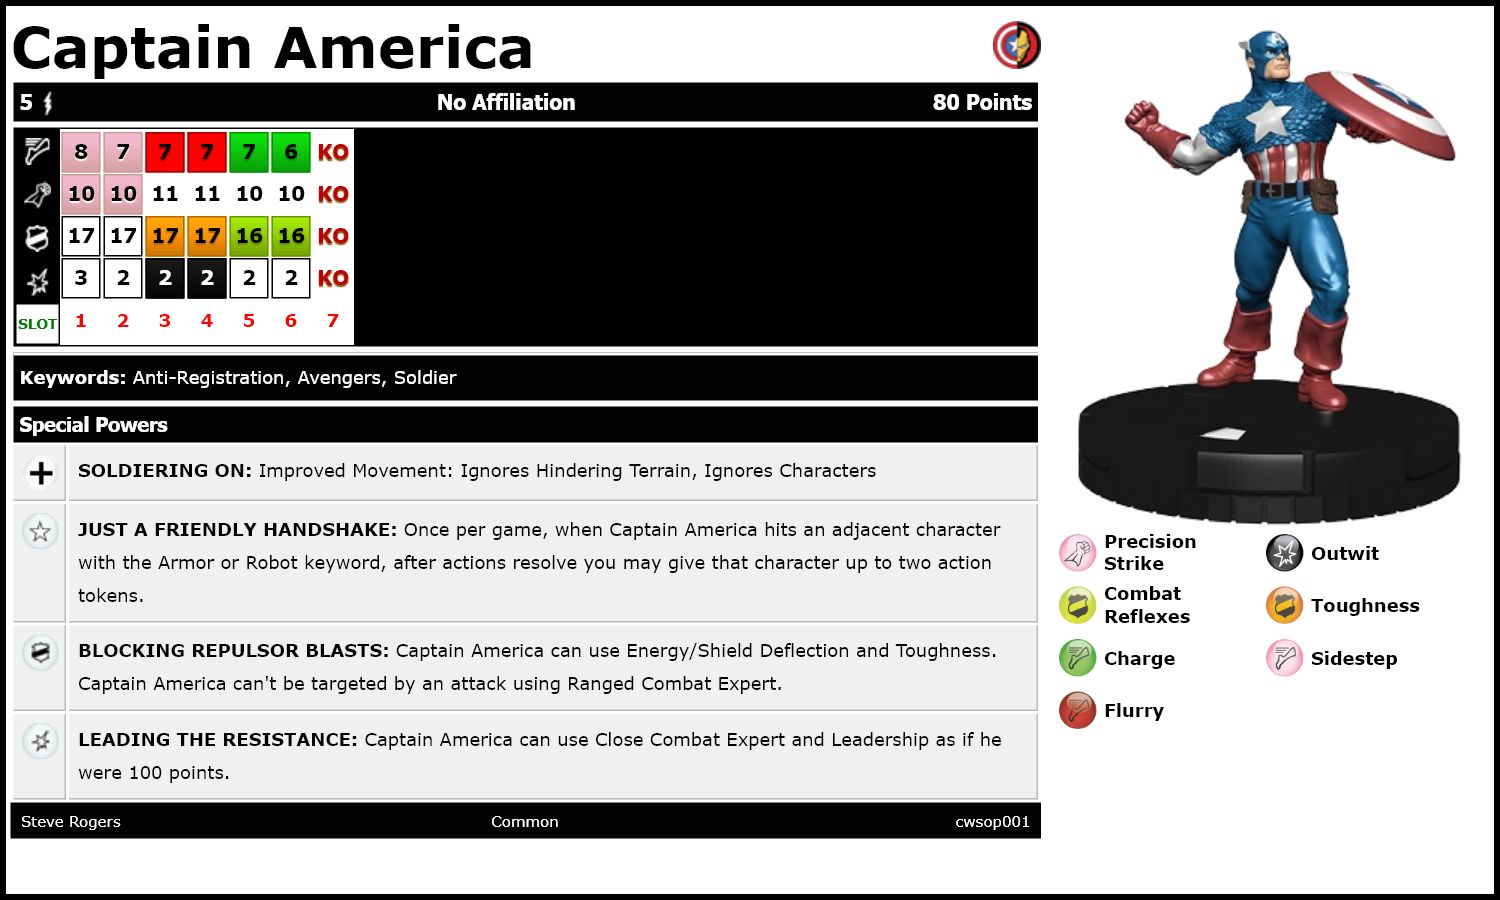 Captain America
5 No Affiliation 80 Points
8 7 7 7 7 6 KO
10 10 11 11 10 10 KO
17 17 17 17 16 16 KO
3 2 2 2 2 2 KO
SLOT 1 2 3 4 5 6 7
Keywords: Anti-Registration, Avengers, Soldier
Special Powers
SOLDIERING ON: Improved Movement: Ignores Hindering Terrain, Ignores Characters
JUST A FRIENDLY HANDSHAKE: Once per game, when Captain America hits an adjacent character
with the Armor or Robot keyword, after actions resolve you may give that character up to two action
tokens.
BLOCKING REPULSOR BLASTS: Captain America can use Energy/Shield Deflection and Toughness.
Captain America can't be targeted by an attack using Ranged Combat Expert.
LEADING THE RESISTANCE: Captain America can use Close Combat Expert and Leadership as if he
were 100 points.
Steve Rogers Common cwsop001
Precision
Strike
Outwit
Combat
Reflexes
Toughness
Charge
Sidestep
Flurry